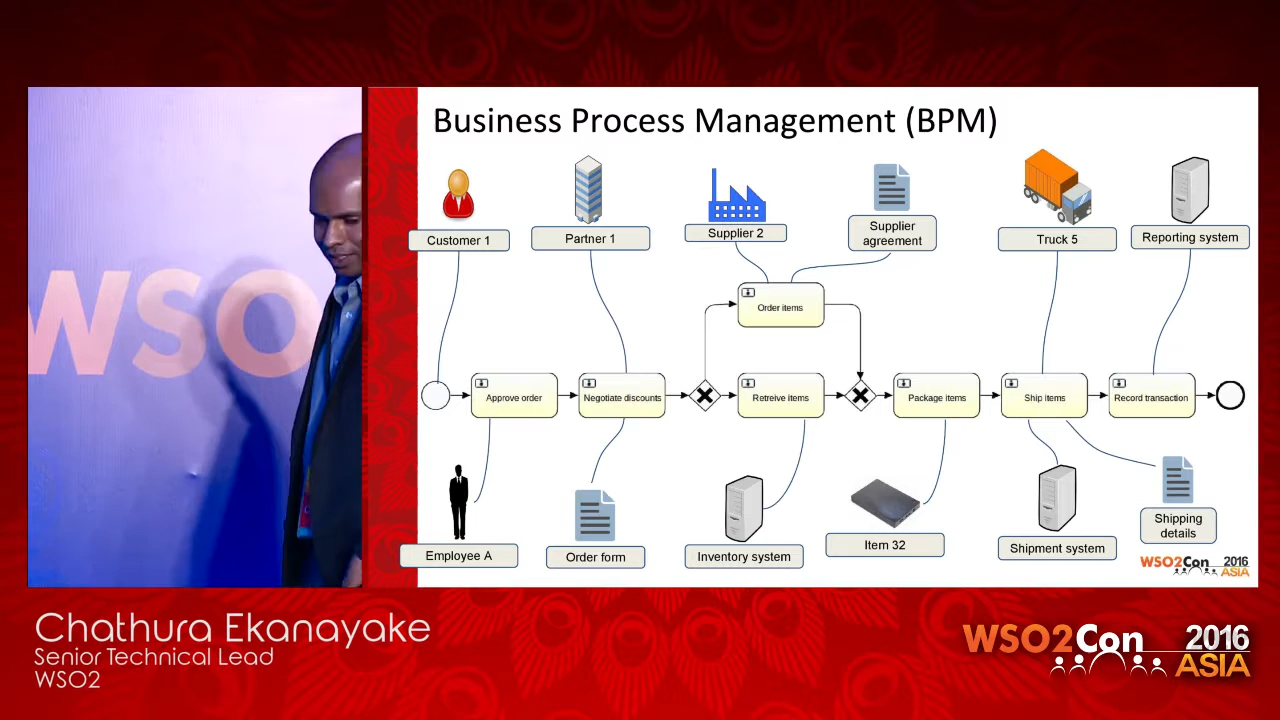 Business Process Management (BPM)
Customer 1
Partner 1
Supplier 2
Supplier
agreement
Truck 5
Reporting system
Order items
Approve order
Negotiate discounts
Retreive items
Package items
Ship items
Record transaction
Employee A
Order form
Inventory system
Item 32
Shipment system
Shipping
details
WSO2Con 2016
ASIA
WSO
Chathura Ekanayake
Senior Technical Lead
WSO2
WSO2Con 2016
ASIA